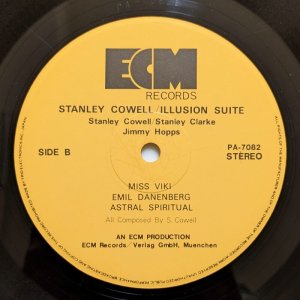 ECM
RECORDS
STANLEY COWELL/ILLUSION SUITE
Stanley Cowell/Stanley Clarke
Jimmy Hopps
SIDE B
PA-7082
STEREO
MISS VIKI
EMIL DANENBERG
ASTRAL SPIRITUAL
All Composed By S. Cowell
AN ECM PRODUCTION
ECM Records/Verlag GmbH, Muenchen